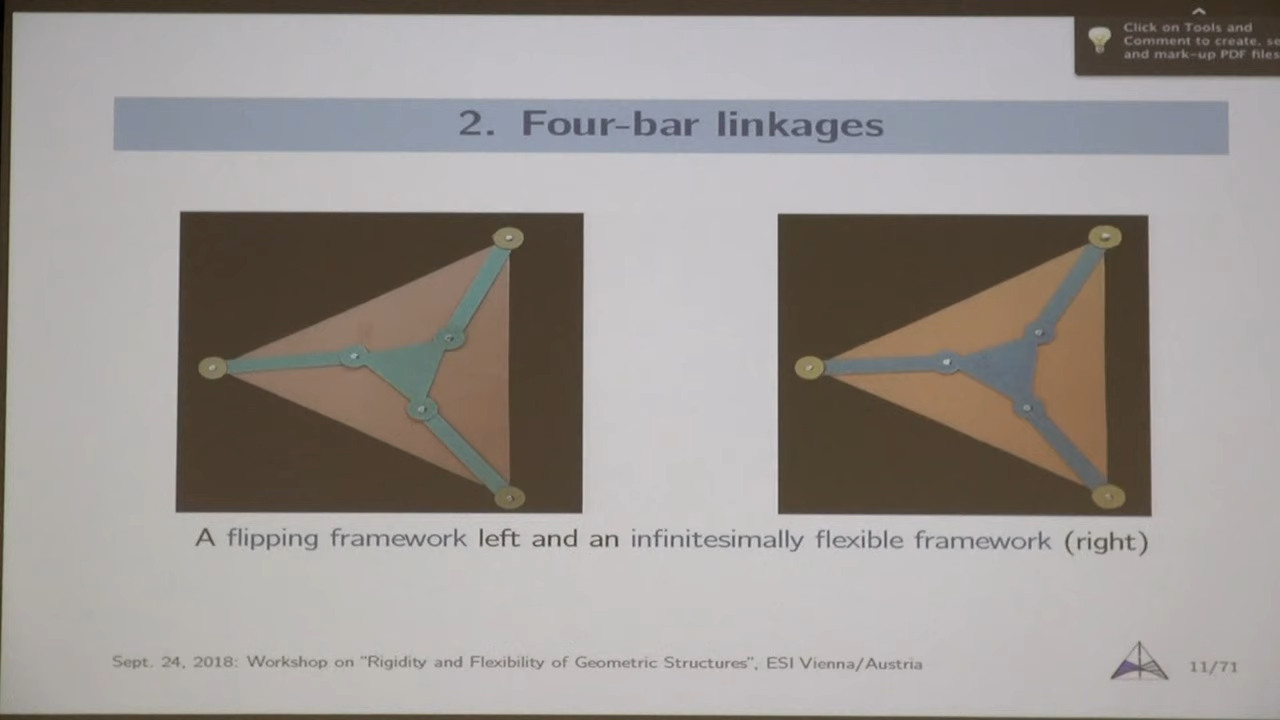 Click on Tools and
Comment to create, se
and mark-up PDF files
2. Four-bar linkages
A flipping framework left and an infinitesimally flexible framework (right)
Sept. 24, 2018: Workshop on "Rigidity and Flexibility of Geometric Structures", ESI Vienna/Austria
11/71